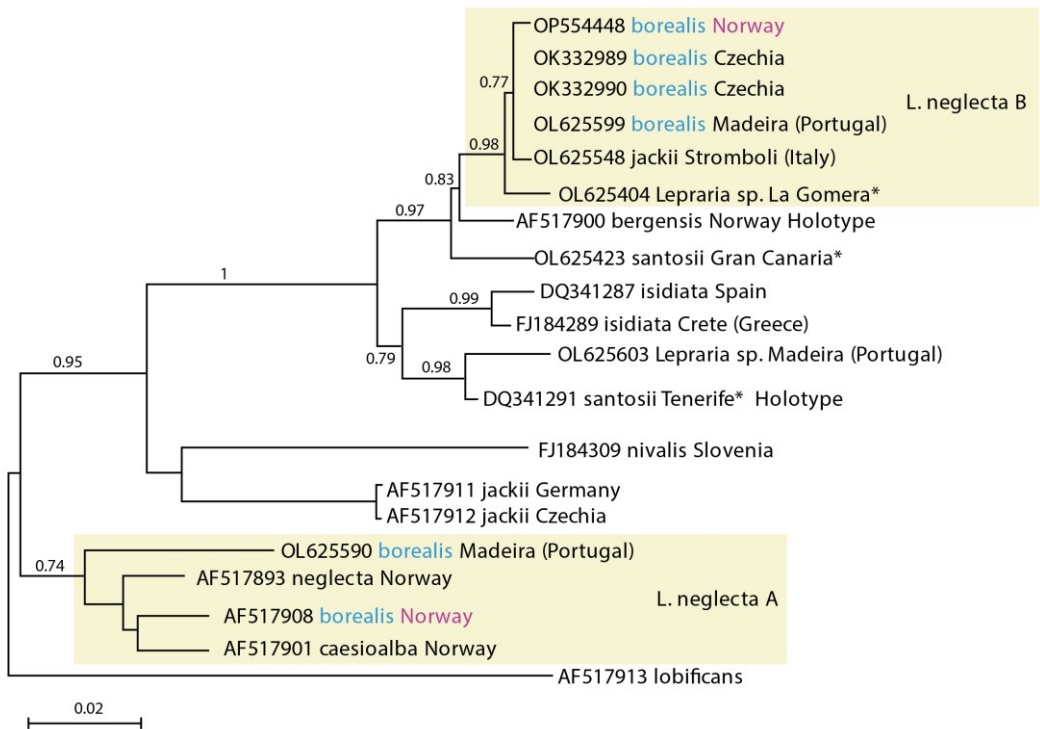 OP554448 borealis Norway
OK332989 borealis Czechia
0.77
OK332990 borealis Czechia
L. neglecta B
OL625599 borealis Madeira (Portugal)
0.98
OL625548 jackii Stromboli (Italy)
0.83
OL625404 Lepraria sp. La Gomera*
0.97
AF517900 bergensis Norway Holotype
OL625423 santosii Gran Canaria*
1
DQ341287 isidiata Spain
0.99
FJ184289 isidiata Crete (Greece)
0.79
OL625603 Lepraria sp. Madeira (Portugal)
0.98
0.95
DQ341291 santosii Tenerife* Holotype
FJ184309 nivalis Slovenia
AF517911 jackii Germany
AF517912 jackii Czechia
OL625590 borealis Madeira (Portugal)
0.74
AF517893 neglecta Norway
L. neglecta A
AF517908 borealis Norway
AF517901 caesioalba Norway
AF517913 lobificans
0.02